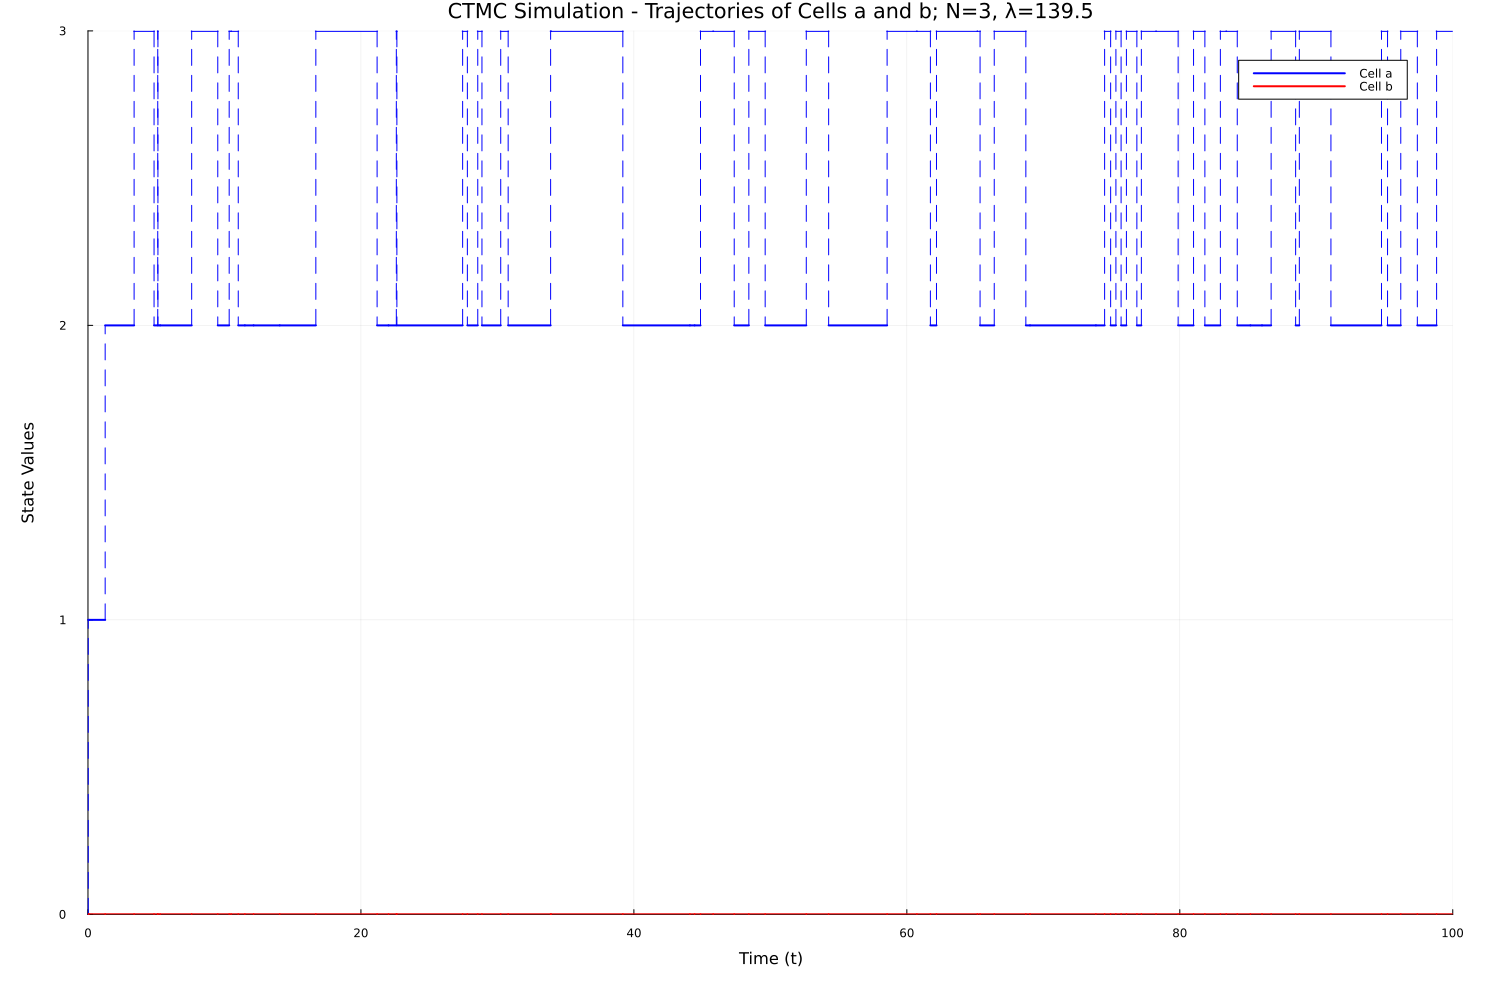 CTMC Simulation - Trajectories of Cells a and b; N=3, λ=139.5
3
Cell a
Cell b
2
State Values
1
0
0 20 40 60 80 100
Time (t)